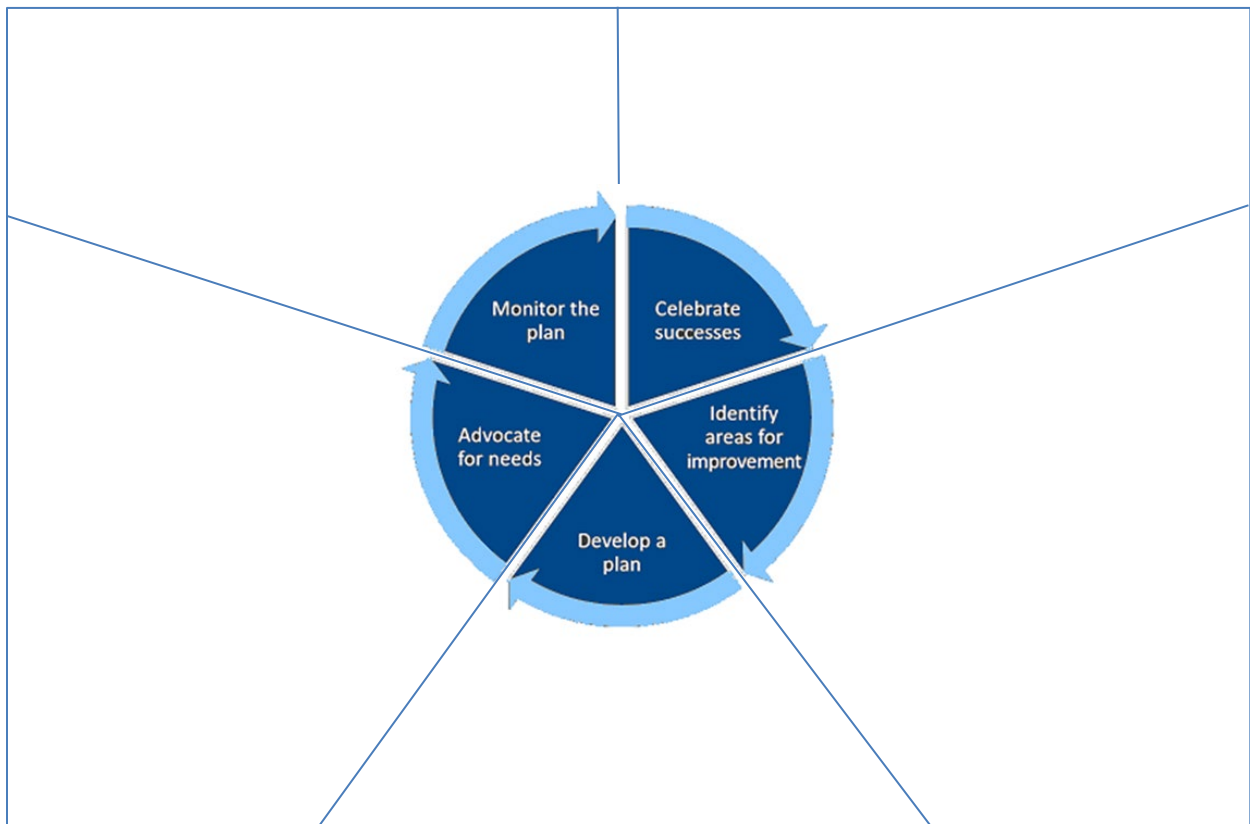 Monitor the
plan
Celebrate
successes
Identify
areas for
improvement
Develop a
plan
Advocate
for needs